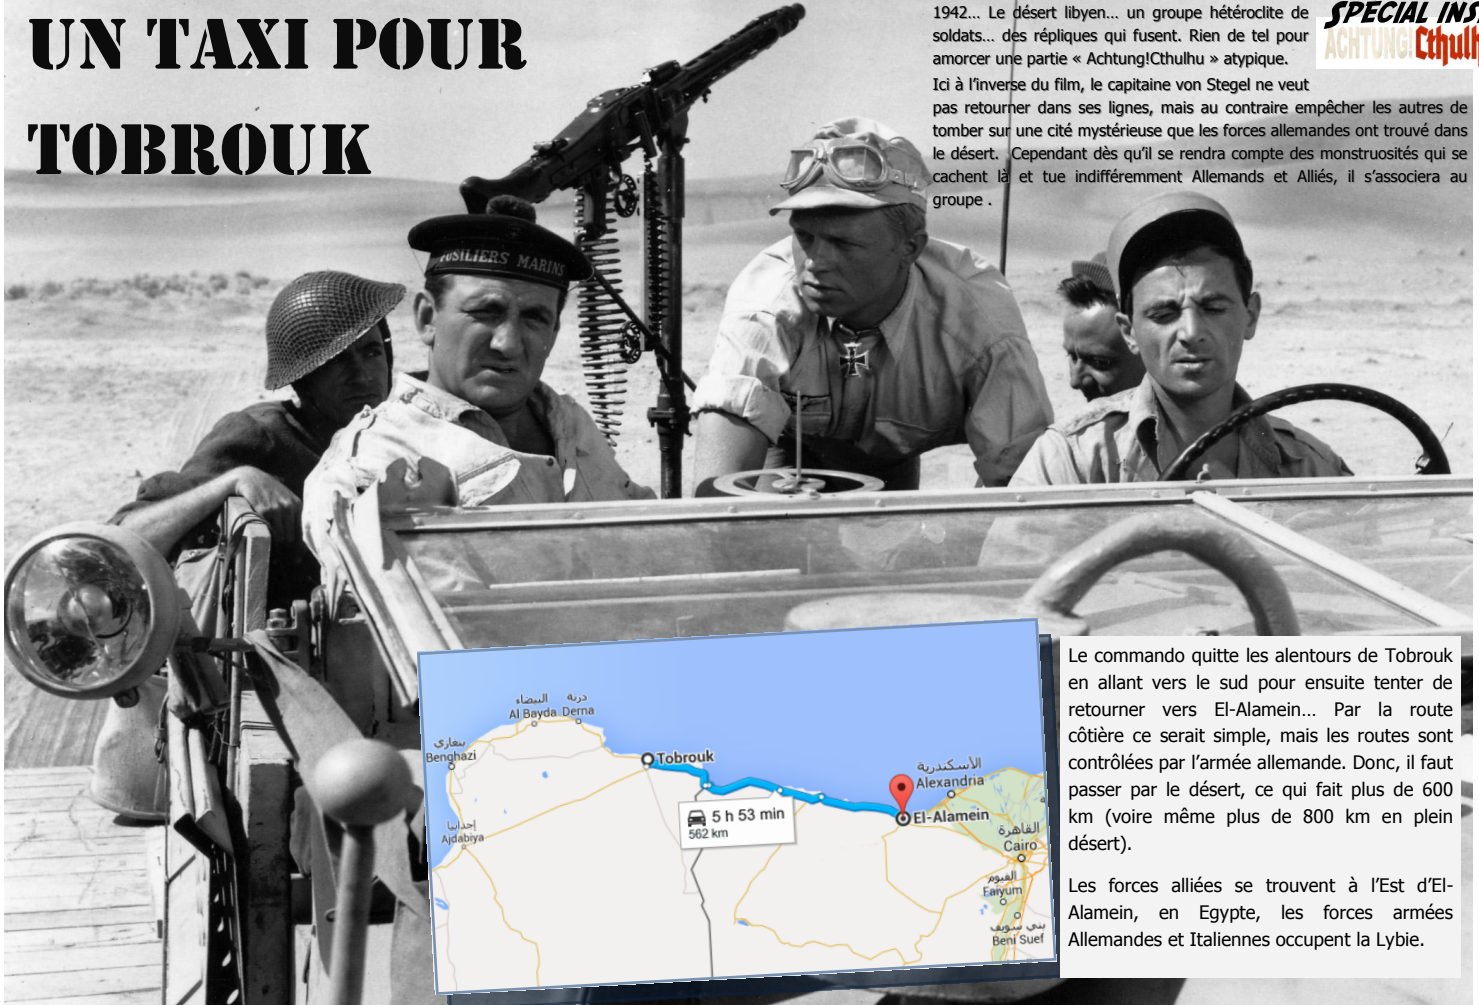 UN TAXI POUR
TOBROUK
1942... Le désert libyen... un groupe hétéroclite de
soldats... des répliques qui fusent. Rien de tel pour
amorcer une partie « Achtung!Cthulhu » atypique.
Ici à l'inverse du film, le capitaine von Stegel ne veut
pas retourner dans ses lignes, mais au contraire empêcher les autres de
tomber sur une cité mystérieuse que les forces allemandes ont trouvé dans
le désert. Cependant dès qu'il se rendra compte des monstruosités qui se
cachent là et tue indifféremment Allemands et Alliés, il s'associera au
groupe .
SPECIAL INS
ACHTUNG! Cthulh
FUSILIERS MARINS
البيضاء
Al Bayda
درنة
Derna
بنغازي
Benghazi
Tobrouk
الأسكندرية
Alexandria
5 h 53 min
562 km
El-Alamein
إجدابيا
Ajdabiya
القاهرة
Cairo
الفيوم
Faiyum
بني سويف
Beni Suef
Le commando quitte les alentours de Tobrouk
en allant vers le sud pour ensuite tenter de
retourner vers El-Alamein... Par la route
côtière ce serait simple, mais les routes sont
contrôlées par l'armée allemande. Donc, il faut
passer par le désert, ce qui fait plus de 600
km (voire même plus de 800 km en plein
désert).
Les forces alliées se trouvent à l'Est d'El-
Alamein, en Egypte, les forces armées
Allemandes et Italiennes occupent la Lybie.